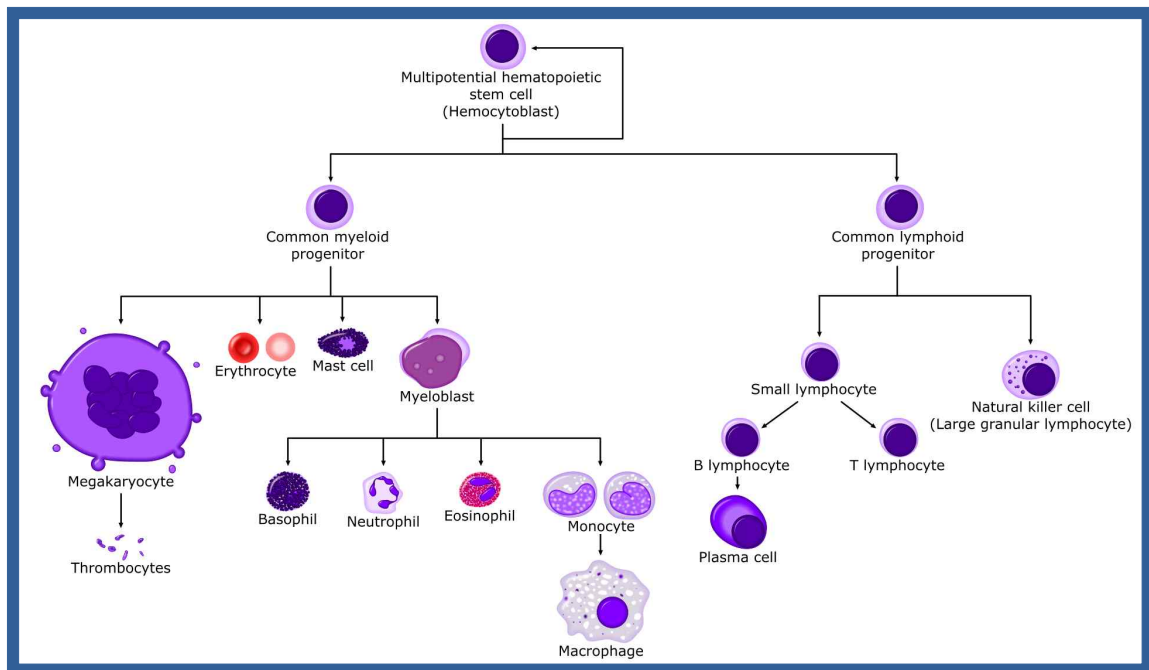 Multipotential hematopoietic
stem cell
(Hemocytoblast)
Common myeloid
progenitor
Common lymphoid
progenitor
Erythrocyte
Mast cell
Myeloblast
Small lymphocyte
Natural killer cell
(Large granular lymphocyte)
B lymphocyte
T lymphocyte
Megakaryocyte
Basophil
Neutrophil
Eosinophil
Monocyte
Plasma cell
Thrombocytes
Macrophage